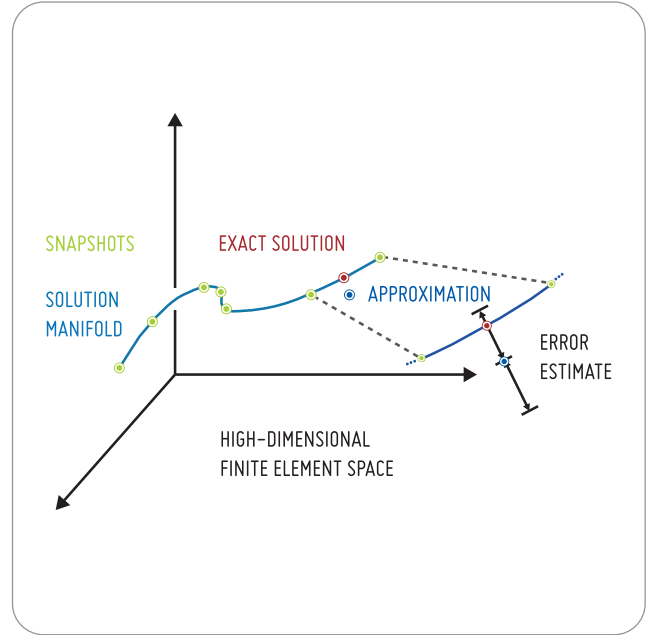 SNAPSHOTS
EXACT SOLUTION
SOLUTION
MANIFOLD
APPROXIMATION
ERROR
ESTIMATE
HIGH-DIMENSIONAL
FINITE ELEMENT SPACE